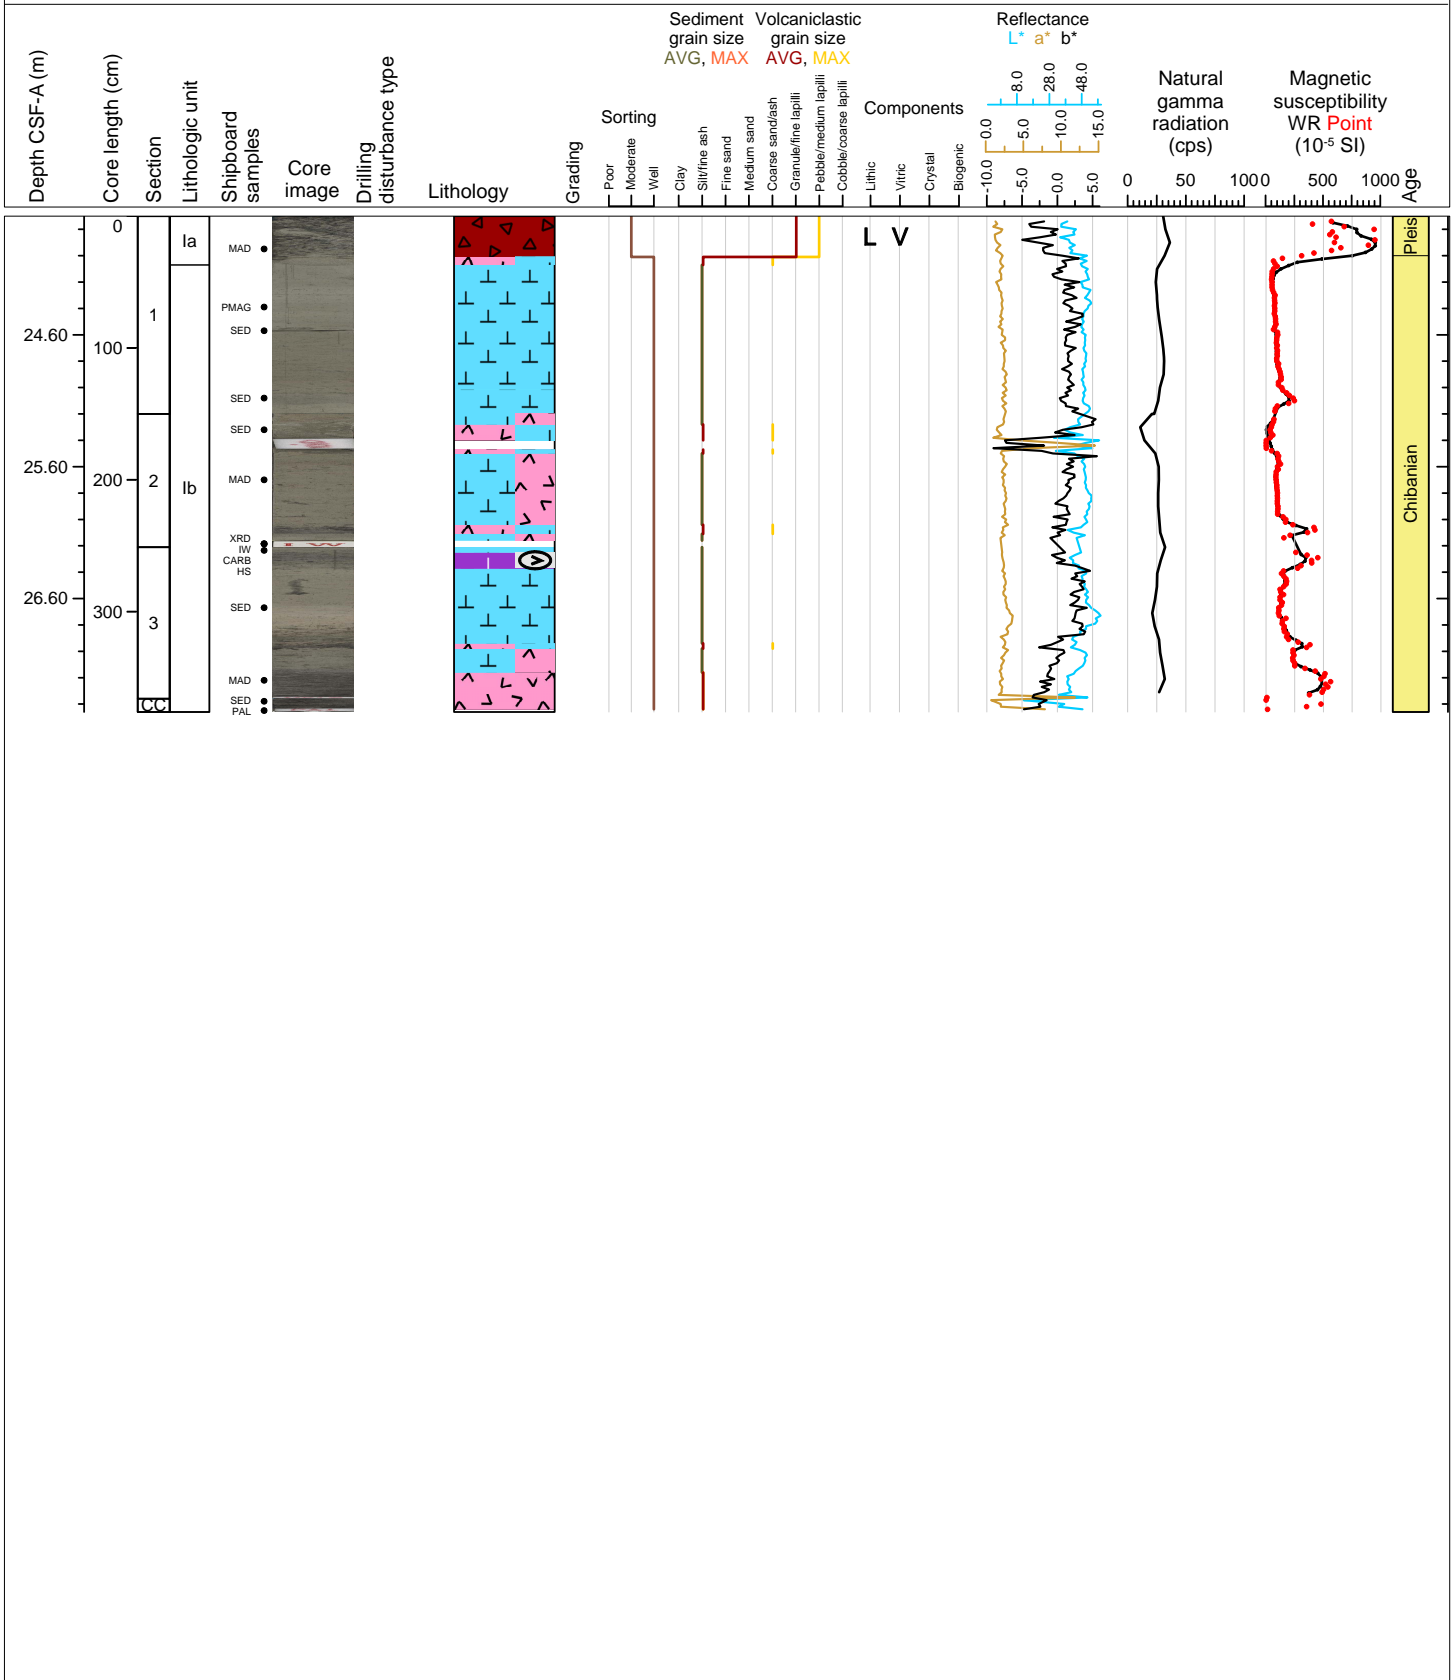 Depth CSF-A (m)
Core length (cm)
Section
Lithologic unit
Shipboard
samples
Core
image
Drilling
disturbance type
Lithology
Grading
Sorting
Poor
Moderate
Well
Sediment
grain size
AVG, MAX
Volcaniclastic
grain size
AVG, MAX
Clay
Silt/fine ash
Fine sand
Medium sand
Coarse sand/ash
Granule/fine lapilli
Pebble/medium lapilli
Cobble/coarse lapilli
Components
Lithic
Vitric
Crystal
Biogenic
Reflectance
L* a* b*
8.0 28.0 48.0
0.0 5.0 10.0 15.0
-10.0 -5.0 0.0 5.0
Natural
gamma
radiation
(cps)
0 50 100
Magnetic
susceptibility
WR Point
(10-5 SI)
0 500 1000
Age
0
Ia
MAD
L V
Pleis
PMAG
1
SED
24.60
100
SED
SED
25.60
200
2
Ib
MAD
Chibanian
XRD
IW
CARB
HS
26.60
300
3
SED
MAD
CC
SED
PAL